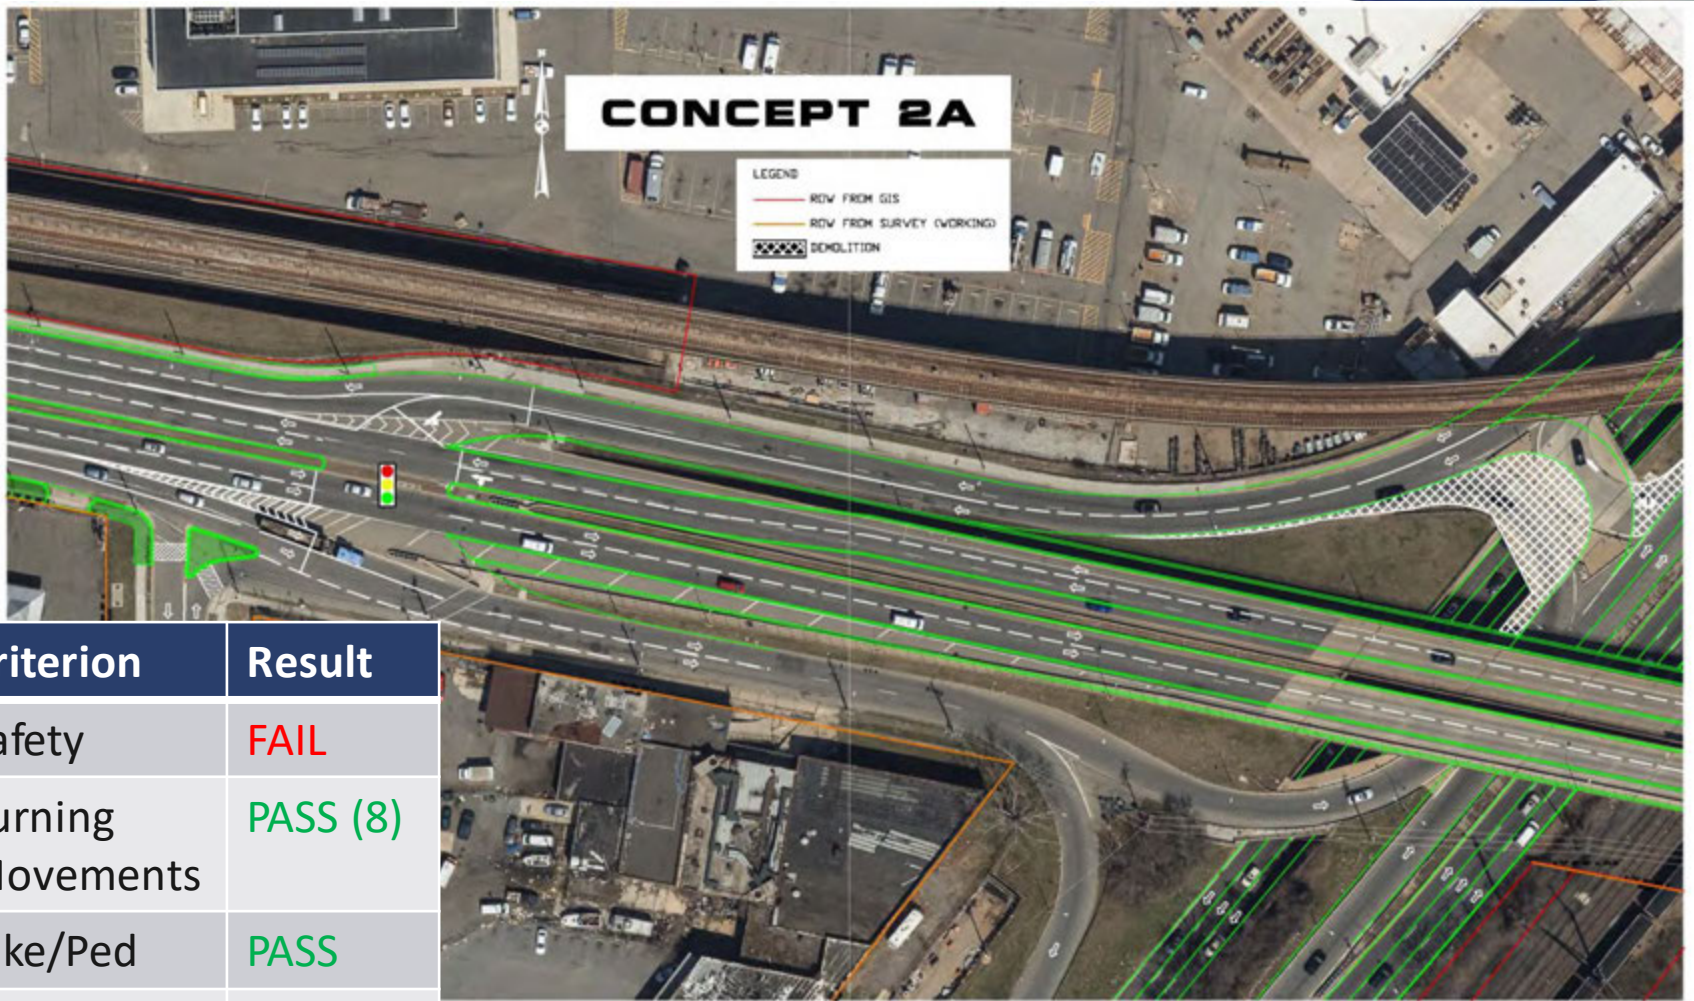 CONCEPT 2A
LEGEND
ROW FROM GIS
ROW FROM SURVEY (WORKING)
DEMOLITION
riterion Result
afety FAIL
urning PASS (8)
Movements
ke/Ped PASS